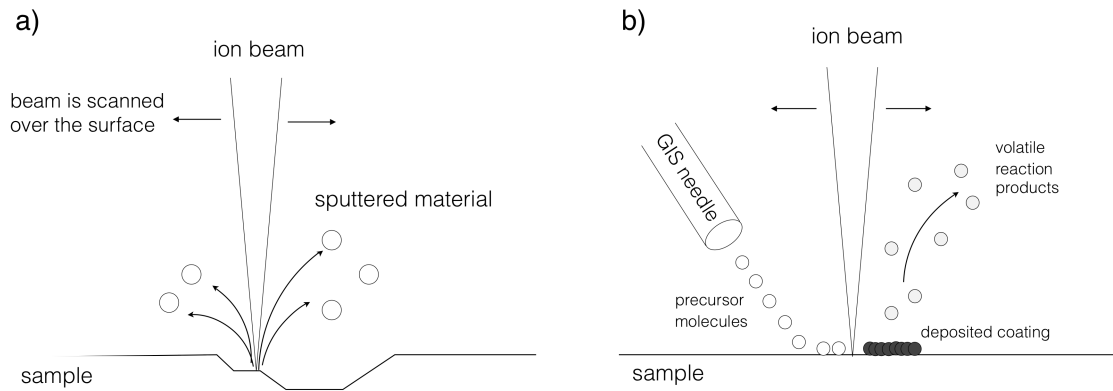 a)
ion beam
beam is scanned
over the surface
sputtered material
sample
b)
ion beam
GIS needle
volatile
reaction
products
precursor
molecules
deposited coating
sample